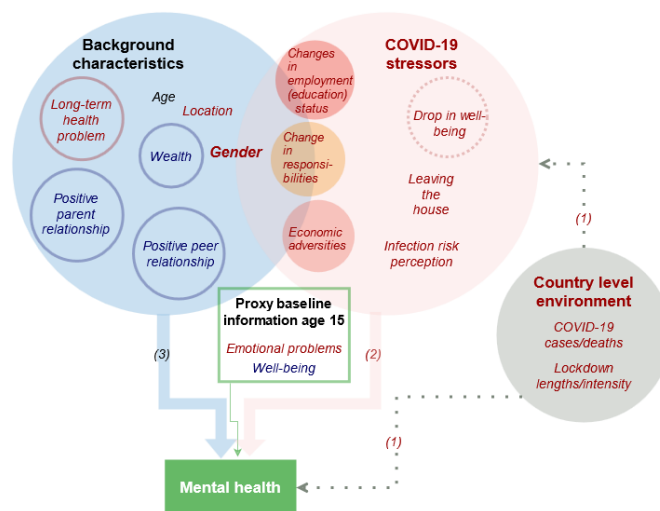 Background
characteristics
Age
Location
Long-term
health
problem
Wealth
Gender
Positive
parent
relationship
Positive peer
relationship
Changes
in
employment
(education)
status
Change
in
responsi-
bilities
Economic
adversities
COVID-19
stressors
Drop in well-
being
Leaving
the
house
Infection risk
perception
(1)
Country level
environment
COVID-19
cases/deaths
Lockdown
lengths/intensity
Proxy baseline
information age 15
Emotional problems
Well-being
(3)
(2)
(1)
Mental health